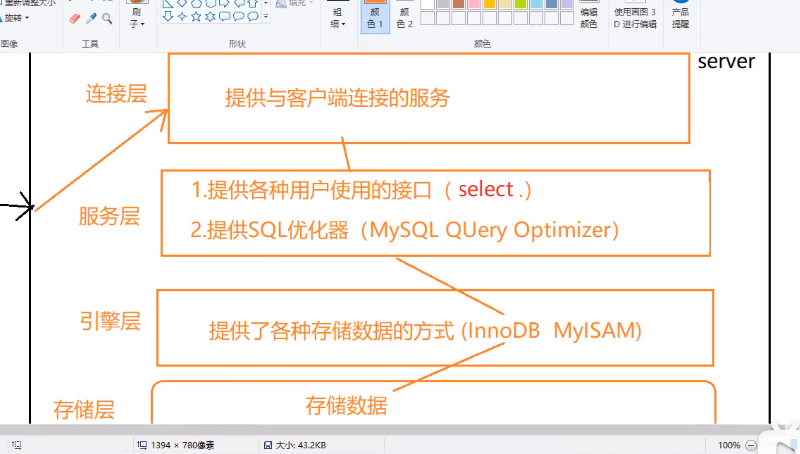 重新调整大小
旋转
图像
工具
刷
子
形状
填充
粗
细
颜
色 1
颜
色 2
颜色
编辑
颜色
使用画图 3
D 进行编辑
产品
提醒
server
连接层
提供与客户端连接的服务
服务层
1.提供各种用户使用的接口（ select .）
2.提供SQL优化器（MySQL QUery Optimizer）
引擎层
提供了各种存储数据的方式 (InnoDB MyISAM)
存储层
存储数据
1394 × 780像素
大小: 43.2KB
100%